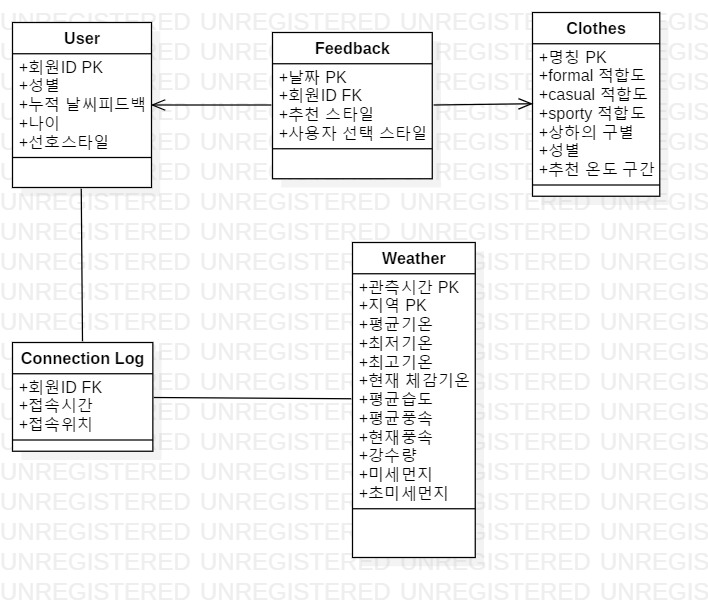 User
+회원ID PK
+성별
+누적 날씨피드백
+나이
+선호스타일
Feedback
+날짜 PK
+회원ID FK
+추천 스타일
+사용자 선택 스타일
Clothes
+명칭 PK
+formal 적합도
+casual 적합도
+sporty 적합도
+상하의 구별
+성별
+추천 온도 구간
Connection Log
+회원ID FK
+접속시간
+접속위치
Weather
+관측시간 PK
+지역 PK
+평균기온
+최저기온
+최고기온
+현재 체감기온
+평균습도
+평균풍속
+현재풍속
+강수량
+미세먼지
+초미세먼지
UNREGISTERED